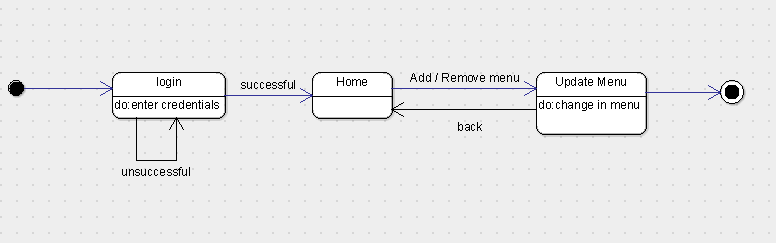 login
do:enter credentials
unsuccessful
successful
Home
Add / Remove menu
back
Update Menu
do:change in menu